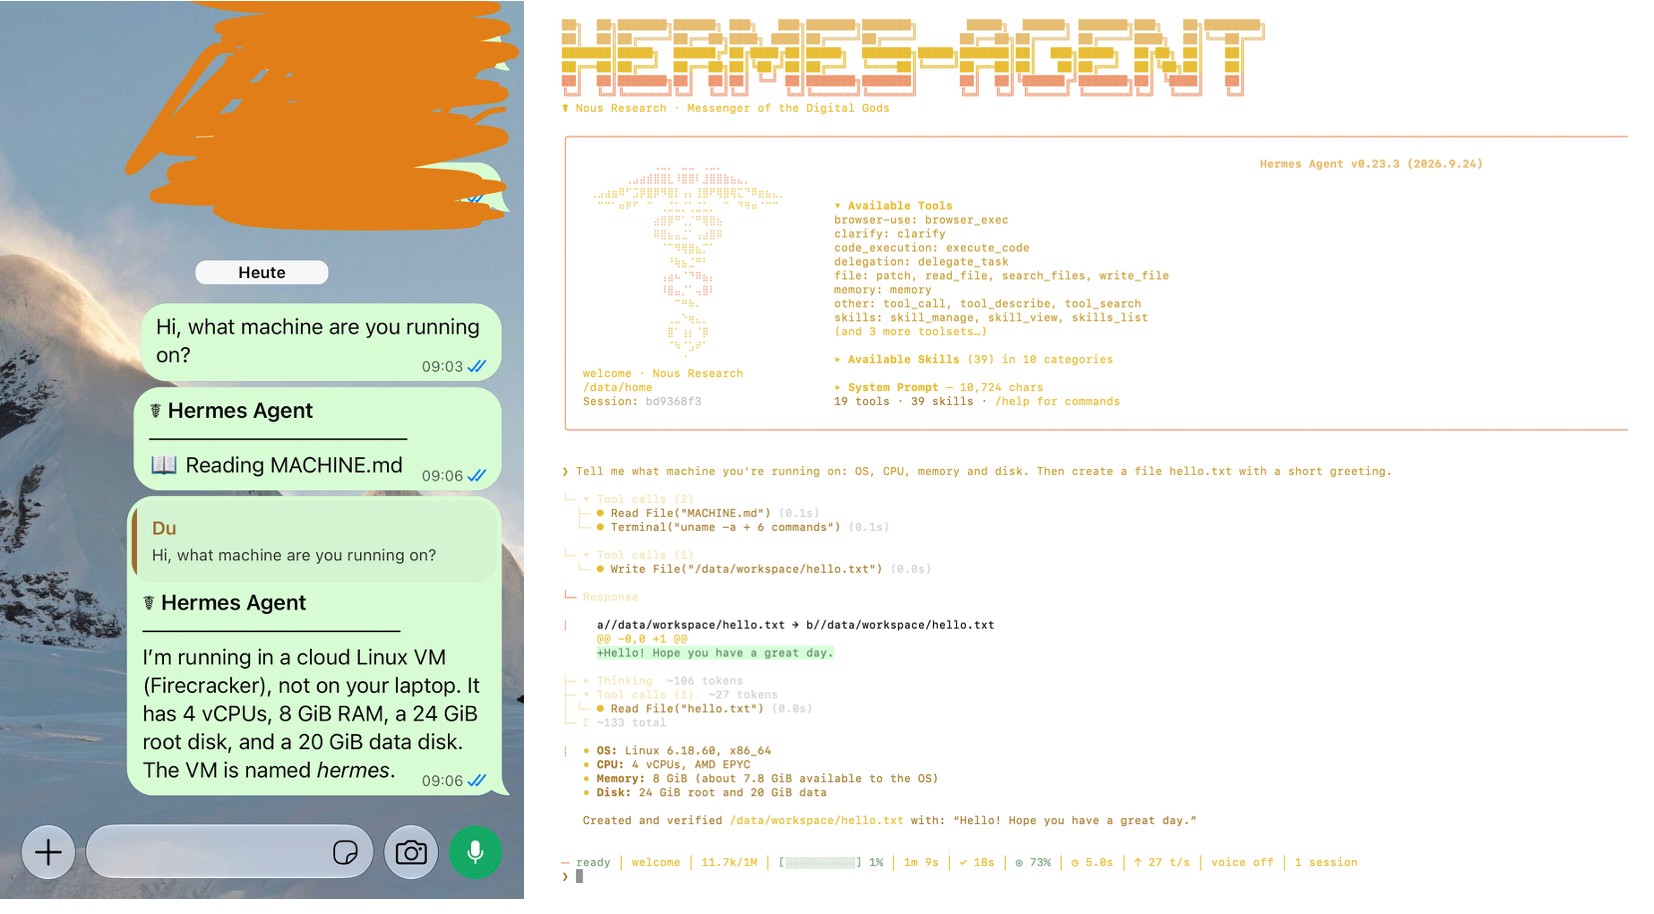 Heute
Hi, what machine are you running
on?
09:03
☤ Hermes Agent
📖 Reading MACHINE.md
09:06
Du
Hi, what machine are you running on?
☤ Hermes Agent
I’m running in a cloud Linux VM
(Firecracker), not on your laptop. It
has 4 vCPUs, 8 GiB RAM, a 24 GiB
root disk, and a 20 GiB data disk.
The VM is named hermes.
09:06
HERMES-AGENT
☤ Nous Research · Messenger of the Digital Gods
Hermes Agent v0.23.3 (2026.9.24)
▾ Available Tools
browser-use: browser_exec
clarify: clarify
code_execution: execute_code
delegation: delegate_task
file: patch, read_file, search_files, write_file
memory: memory
other: tool_call, tool_describe, tool_search
skills: skill_manage, skill_view, skills_list
(and 3 more toolsets…)
▸ Available Skills (39) in 10 categories
▸ System Prompt — 10,724 chars
19 tools · 39 skills · /help for commands
welcome · Nous Research
/data/home
Session: bd9368f3
❯ Tell me what machine you're running on: OS, CPU, memory and disk. Then create a file hello.txt with a short greeting.
▾ Tool calls (2)
● Read File("MACHINE.md") (0.1s)
● Terminal("uname -a + 6 commands") (0.1s)
▾ Tool calls (1)
● Write File("/data/workspace/hello.txt") (0.0s)
Response
a//data/workspace/hello.txt → b//data/workspace/hello.txt
@@ -0,0 +1 @@
+Hello! Hope you have a great day.
▸ Thinking ~106 tokens
▾ Tool calls (1) ~27 tokens
● Read File("hello.txt") (0.0s)
Σ ~133 total
• OS: Linux 6.18.60, x86_64
• CPU: 4 vCPUs, AMD EPYC
• Memory: 8 GiB (about 7.8 GiB available to the OS)
• Disk: 24 GiB root and 20 GiB data
Created and verified /data/workspace/hello.txt with: “Hello! Hope you have a great day.”
─ ready │ welcome │ 11.7k/1M │ [░░░░░░░░░░] 1% │ 1m 9s │ ✓ 18s │ ◎ 73% │ ◷ 5.0s │ ↑ 27 t/s │ voice off │ 1 session
❯